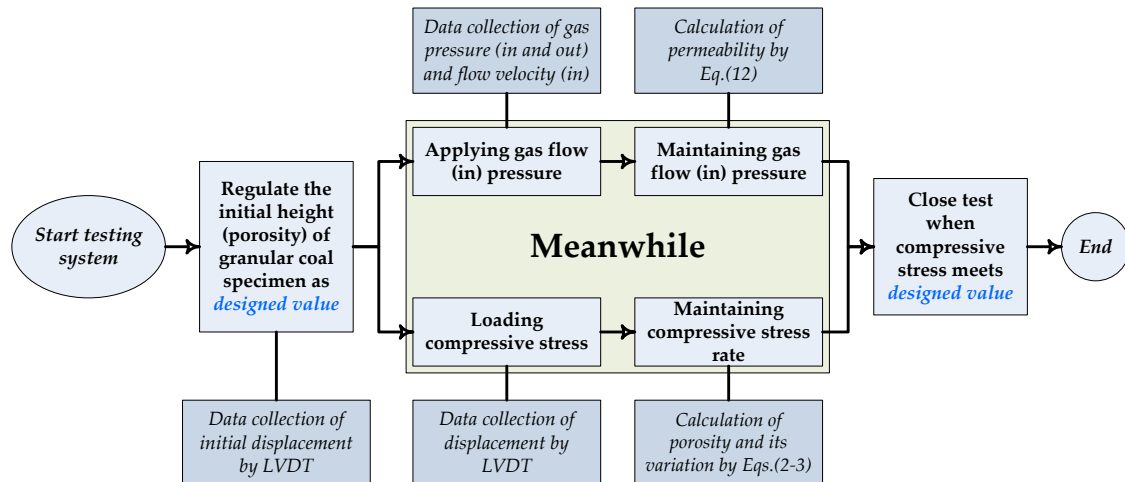 Data collection of gas
pressure (in and out)
and flow velocity (in)
Calculation of
permeability by
Eq.(12)
Start testing
system
Regulate the
initial height
(porosity) of
granular coal
specimen as
designed value
Applying gas flow
(in) pressure
Maintaining gas
flow (in) pressure
Meanwhile
Loading
compressive stress
Maintaining
compressive stress
rate
Close test
when
compressive
stress meets
designed value
End
Data collection of
initial displacement
by LVDT
Data collection of
displacement by
LVDT
Calculation of
porosity and its
variation by Eqs.(2-3)